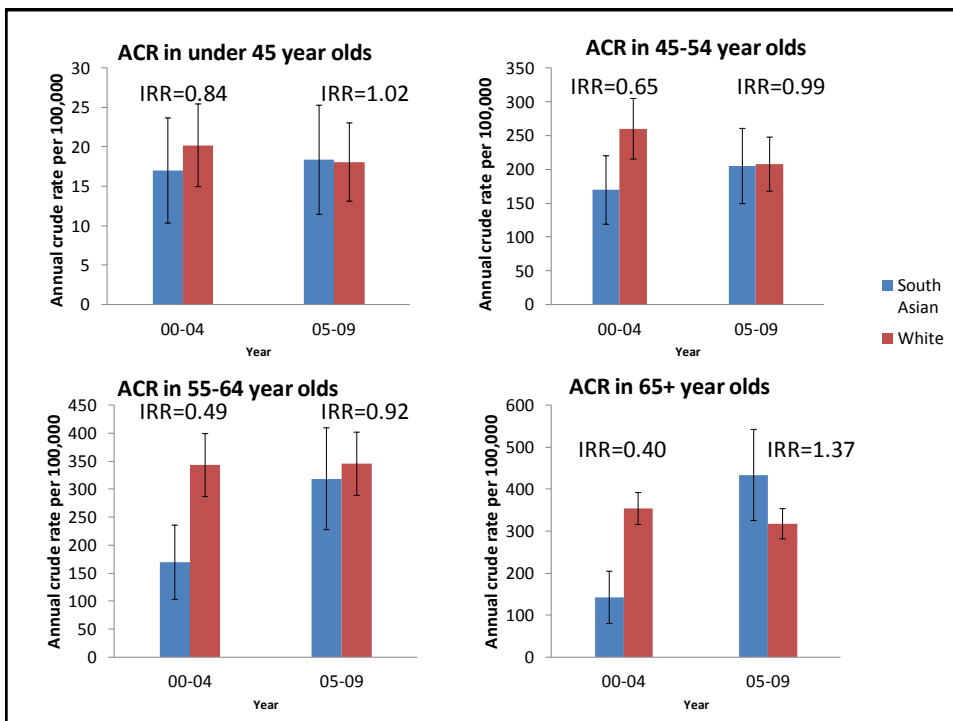 ACR in under 45 year olds
Annual crude rate per 100,000
30
25
20
15
10
5
0
IRR=0.84
IRR=1.02
00-04
05-09
Year
ACR in 45-54 year olds
Annual crude rate per 100,000
350
300
250
200
150
100
50
0
IRR=0.65
IRR=0.99
00-04
05-09
Year
South
Asian
White
ACR in 55-64 year olds
Annual crude rate per 100,000
450
400
350
300
250
200
150
100
50
0
IRR=0.49
IRR=0.92
00-04
05-09
Year
ACR in 65+ year olds
Annual crude rate per 100,000
600
500
400
300
200
100
0
IRR=0.40
IRR=1.37
00-04
05-09
Year